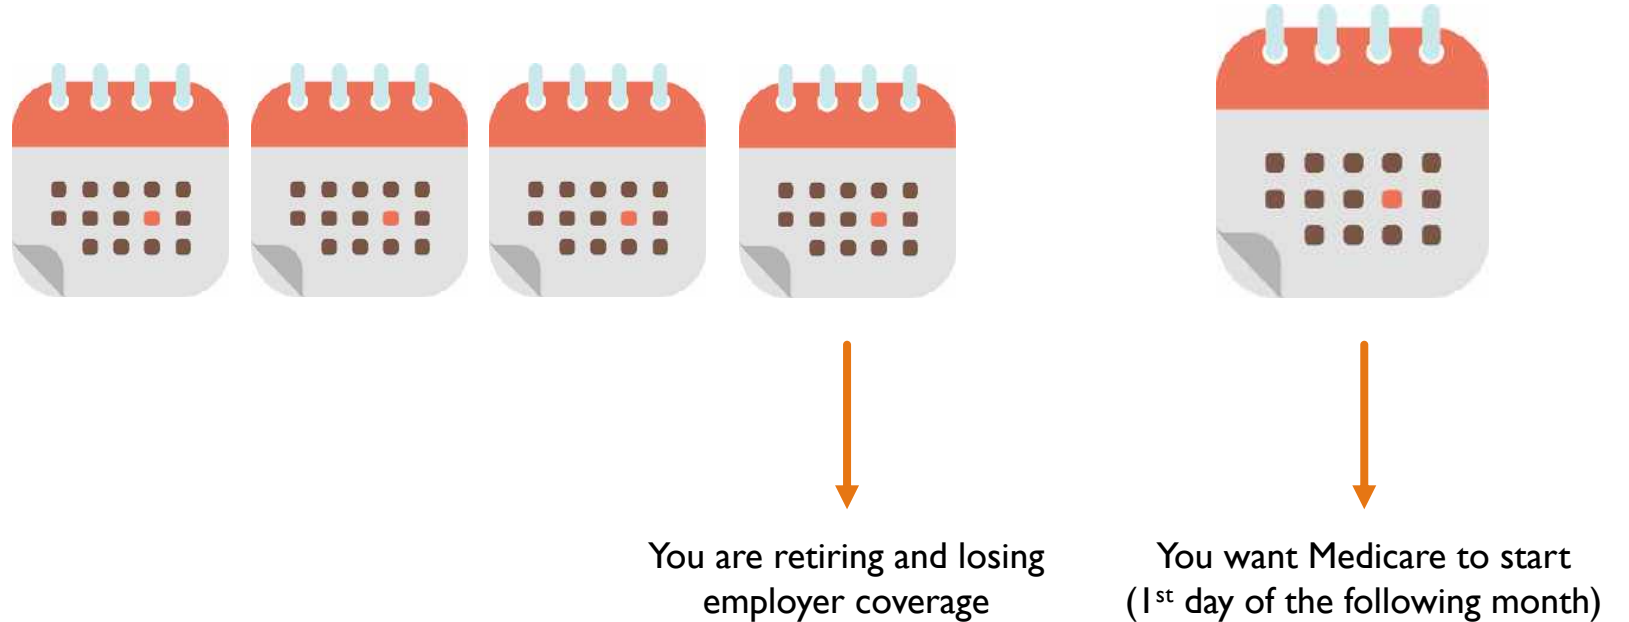 You are retiring and losing
employer coverage
You want Medicare to start
(1st day of the following month)